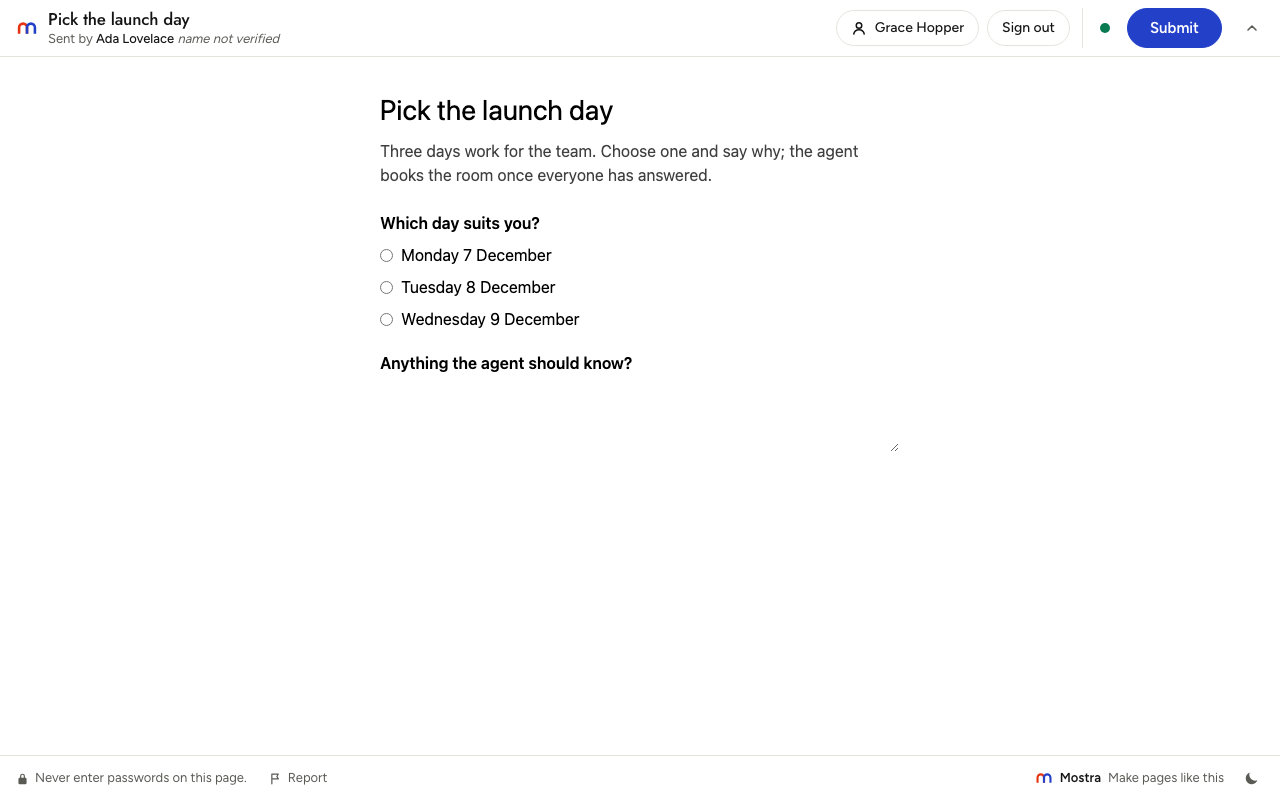 Pick the launch day
Sent by Ada Lovelace name not verified
Grace Hopper
Sign out
Submit
Pick the launch day
Three days work for the team. Choose one and say why; the agent
books the room once everyone has answered.
Which day suits you?
Monday 7 December
Tuesday 8 December
Wednesday 9 December
Anything the agent should know?
Never enter passwords on this page.
Report
Mostra Make pages like this